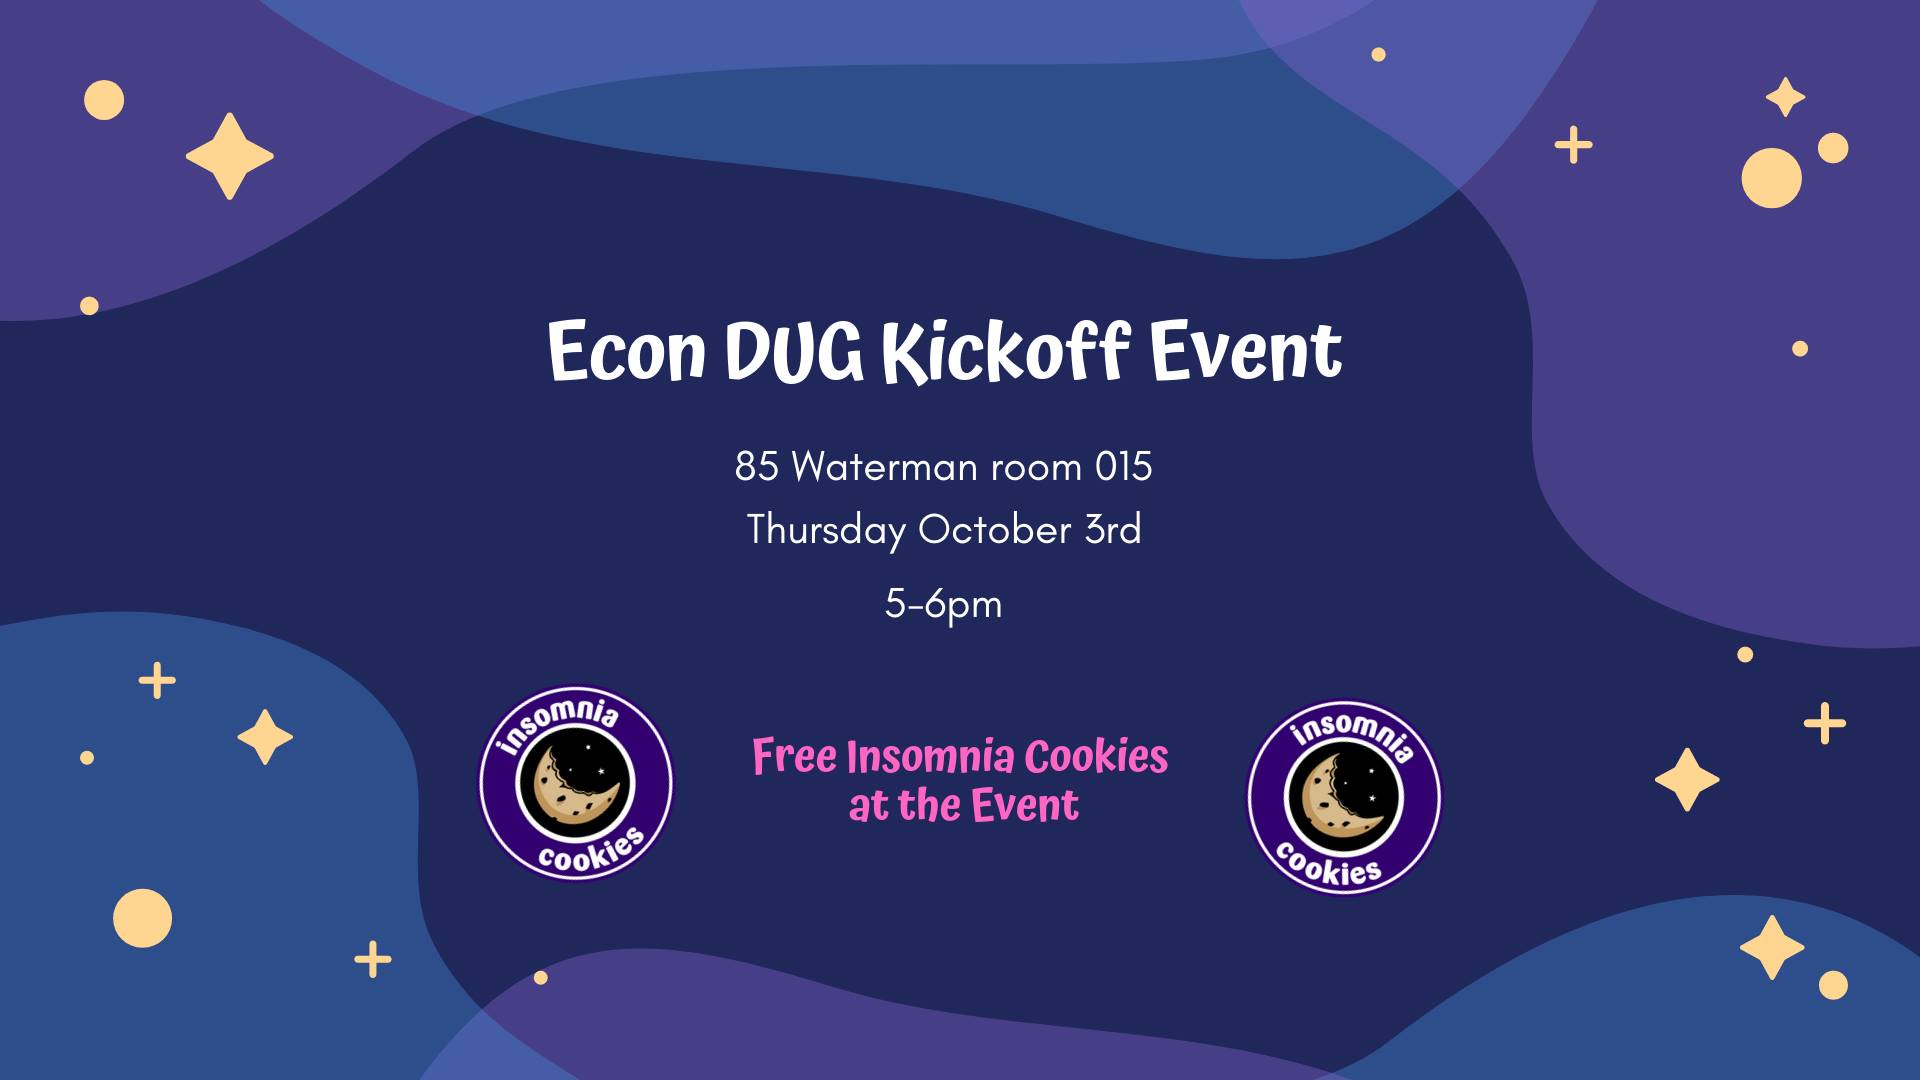 Econ DUG Kickoff Event
85 Waterman room 015
Thursday October 3rd
5-6pm
insomnia
cookies
Free Insomnia Cookies
at the Event
insomnia
cookies